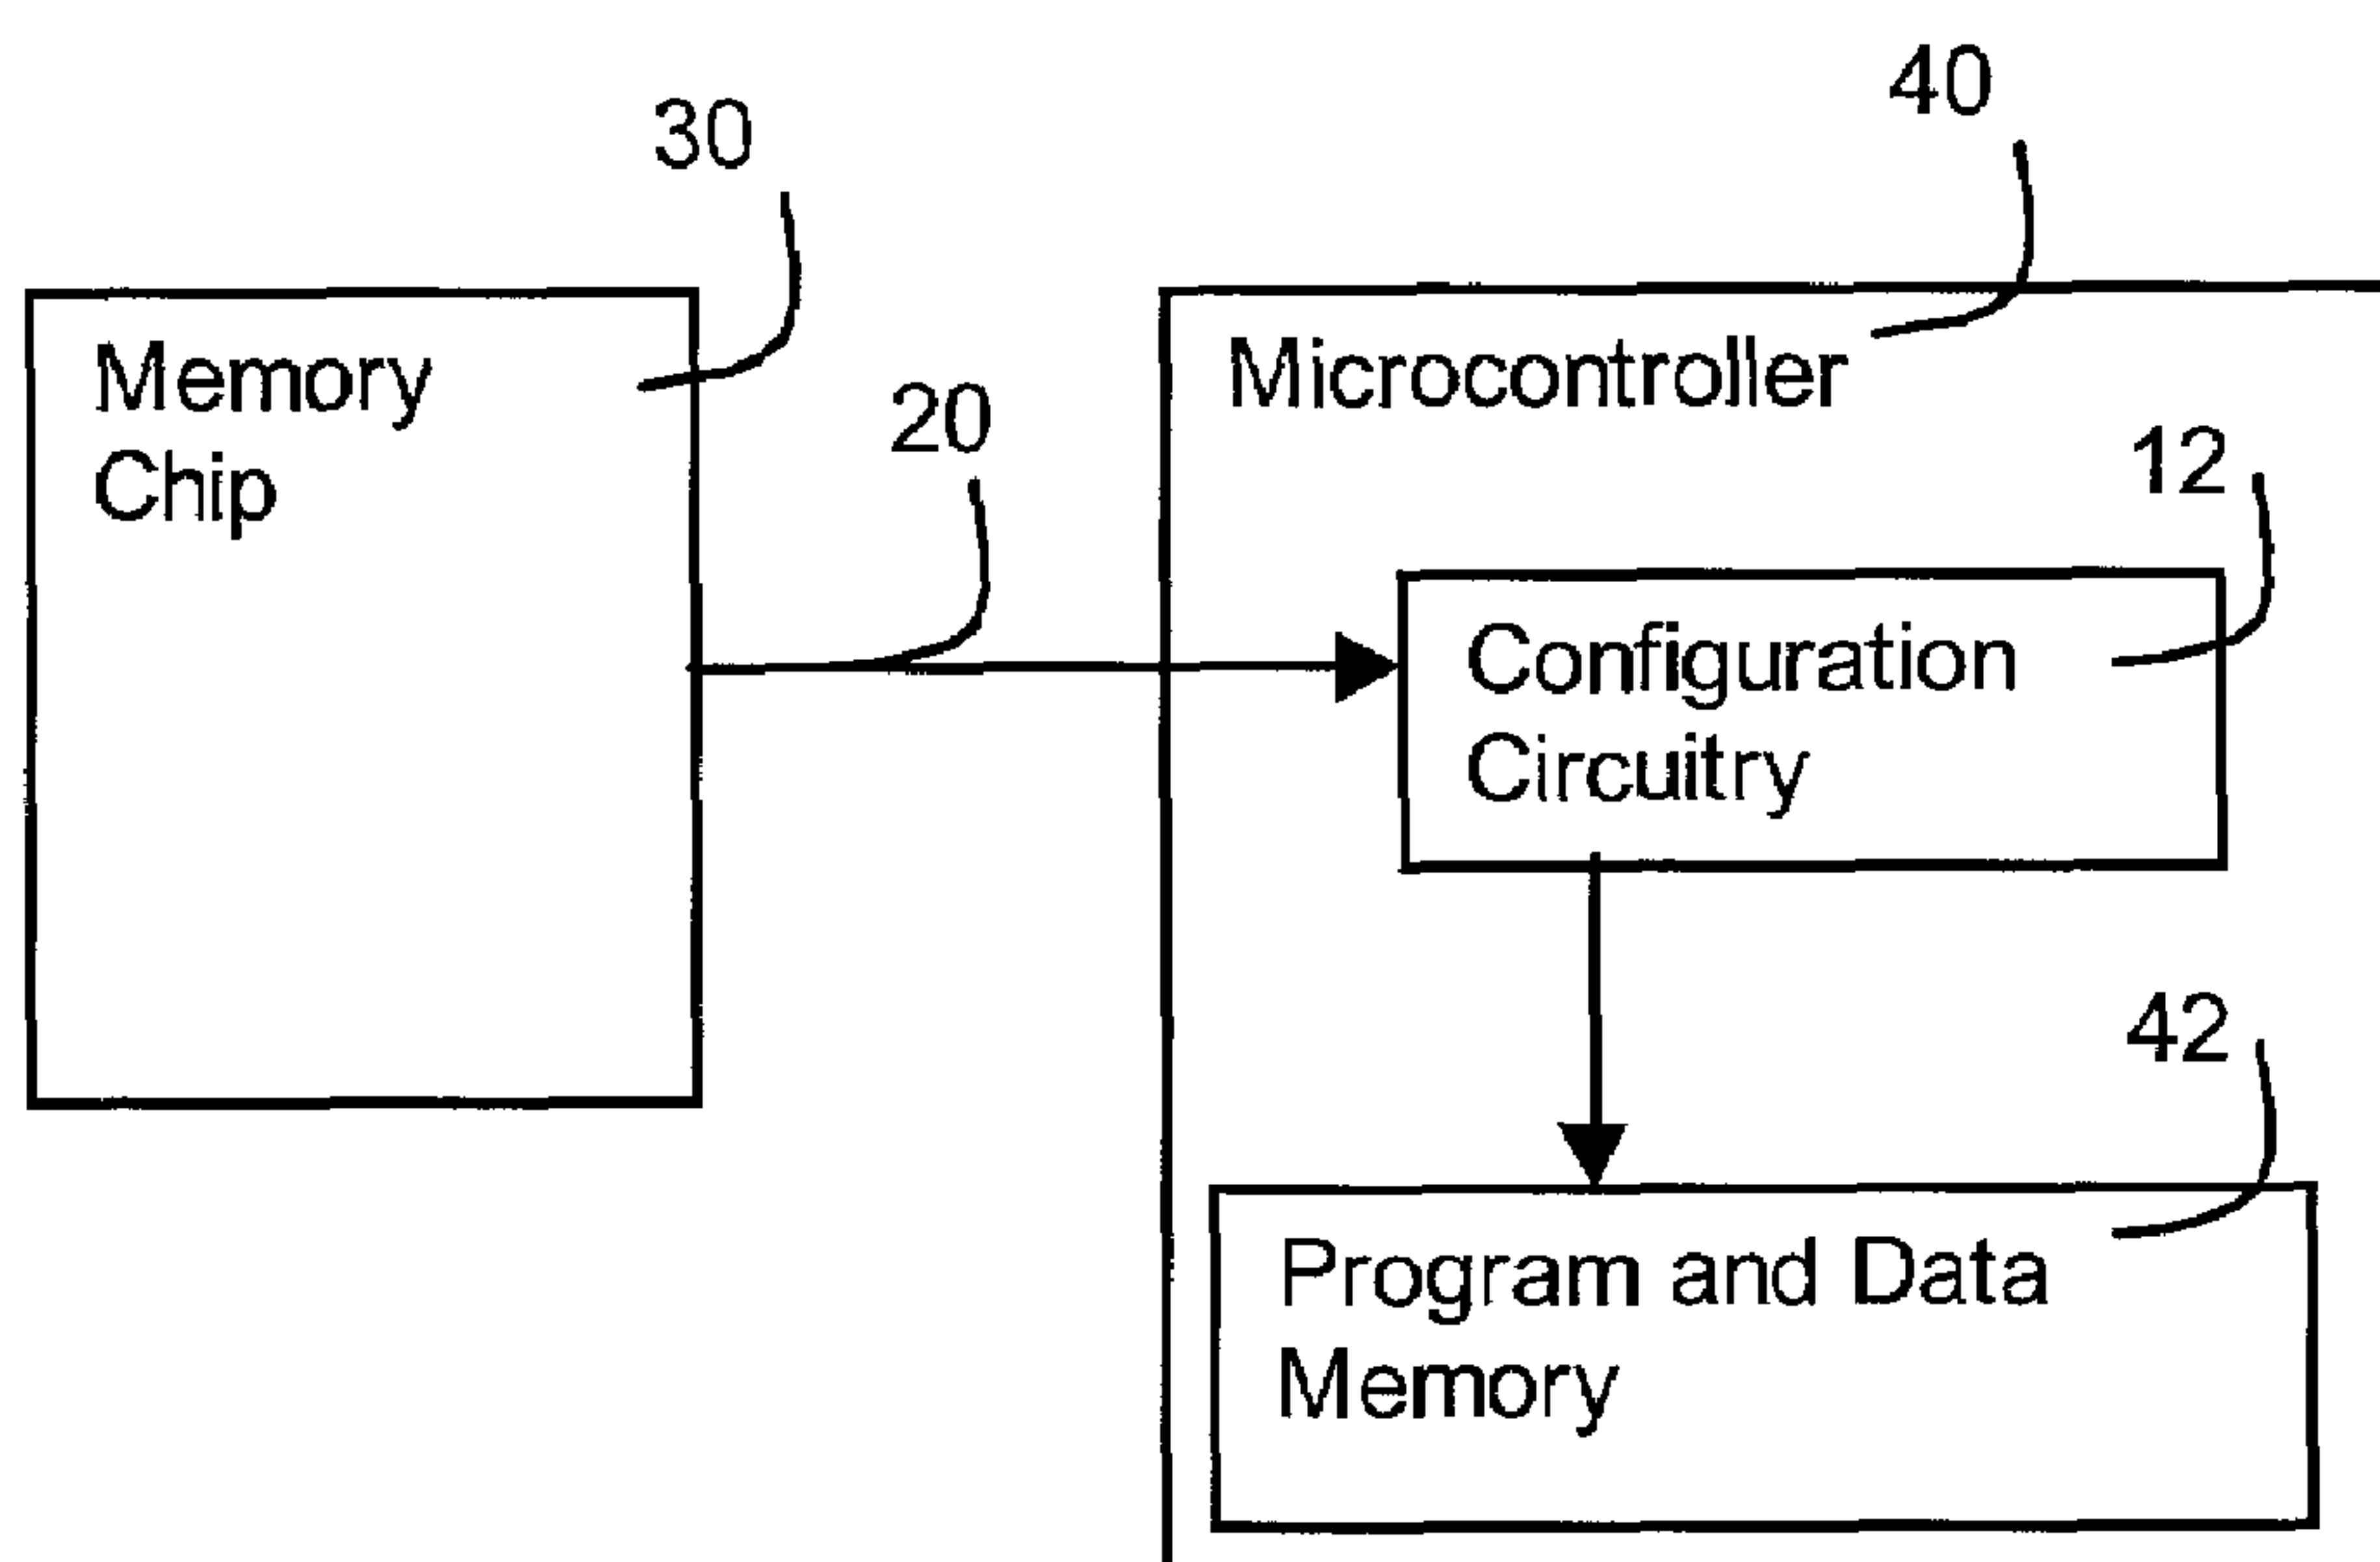 40
30
Memory
Chip
20
Microcontroller
12
Configuration
Circuitry
42
Program and Data
Memory